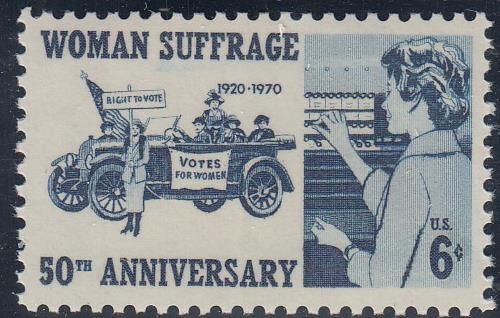 WOMAN SUFFRAGE
1920-1970
RIGHT TO VOTE
VOTES
FOR WOMEN
50TH ANNIVERSARY
U.S.
6¢